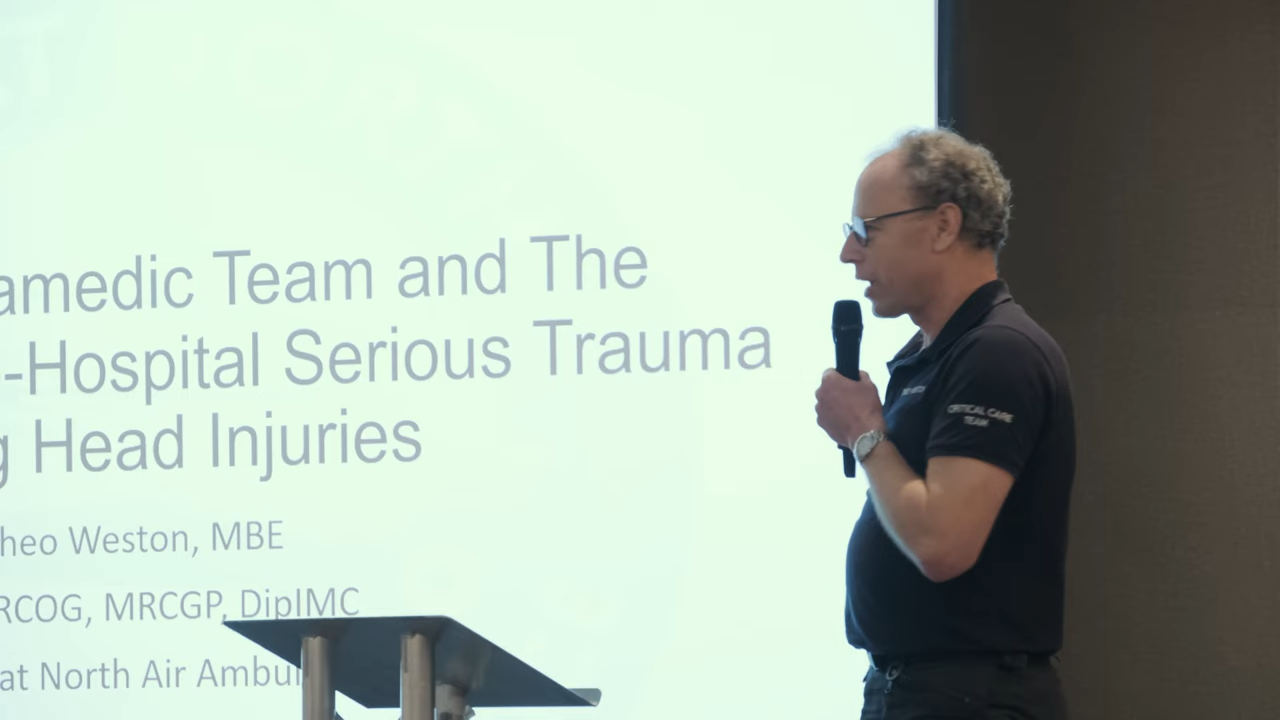 amedic Team and The
-Hospital Serious Trauma
g Head Injuries
heo Weston, MBE
RCOG, MRCGP, DipIMC
at North Air Ambu
CRITICAL CARE
TEAM